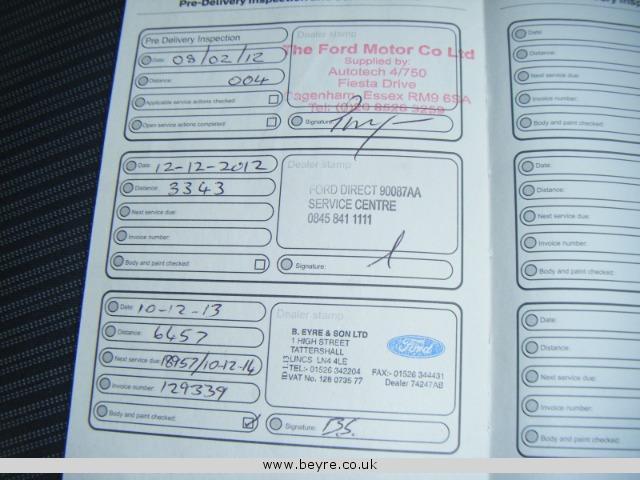 Pre-Delivery Inspection
Pre Delivery Inspection
Date: 08/02/12
Distance: 004
Applicable service actions checked:
Open service actions completed:
Dealer stamp
The Ford Motor Co Ltd
Supplied by:
Autotech 4/750
Fiesta Drive
Dagenham, Essex RM9 6SA
Tel: (020 8526 3269
Signature:
Date: 12-12-2012
Distance: 3343
Next service due:
Invoice number:
Body and paint checked:
Dealer stamp
FORD DIRECT 90087AA
SERVICE CENTRE
0845 841 1111
Signature:
Date: 10-12-13
Distance: 6457
Next service due: 18957/10-12-14
Invoice number: 129339
Body and paint checked:
Dealer stamp
B. EYRE & SON LTD
1 HIGH STREET
TATTERSHALL
LINCS LN4 4LE
TEL:- 01526 342204 FAX:- 01526 344431
VAT No. 128 0735 77 Dealer 74247AB
Ford
Signature: B.S.
Date:
Distance:
Next service due:
Invoice number:
Body and paint checked:
Date:
Distance:
Next service due:
Invoice number:
Body and paint checked:
Date:
Distance:
Next service due:
Invoice number:
Body and paint checked:
www.beyre.co.uk